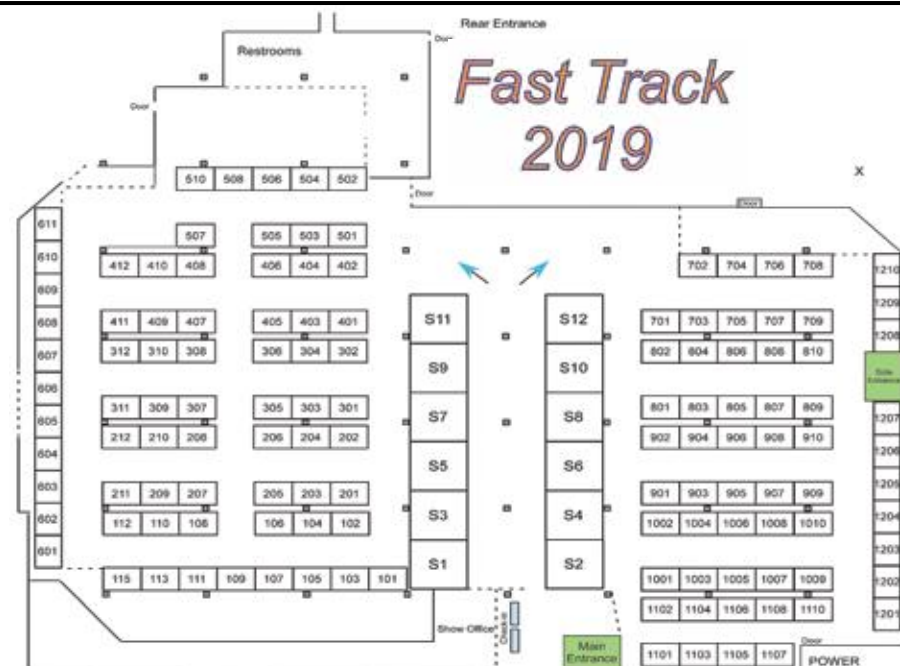 Rear Entrance
Door
Restrooms
Fast Track
2019
Door
X
510 508 506 504 502
Door
Door
611
507 505 503 501
610
412 410 408 406 404 402
702 704 706 708
1210
609
1209
S11 S12
608
411 409 407 405 403 401
701 703 705 707 709
1208
607
312 310 308 306 304 302
802 804 806 808 810
S9 S10
Side
Entrance
606
311 309 307 305 303 301
S7 S8
801 803 805 807 809
1207
605
212 210 208 206 204 202
902 904 906 908 910
1206
604
S5 S6
1205
603
211 209 207 205 203 201
901 903 905 907 909
S3 S4
1204
602
112 110 108 106 104 102
1002 1004 1006 1008 1010
1203
601
S1 S2
115 113 111 109 107 105 103 101
1001 1003 1005 1007 1009
1202
1102 1104 1106 1108 1110
1201
Show Office
Check-in
Main
Entrance
Door
1101 1103 1105 1107
POWER